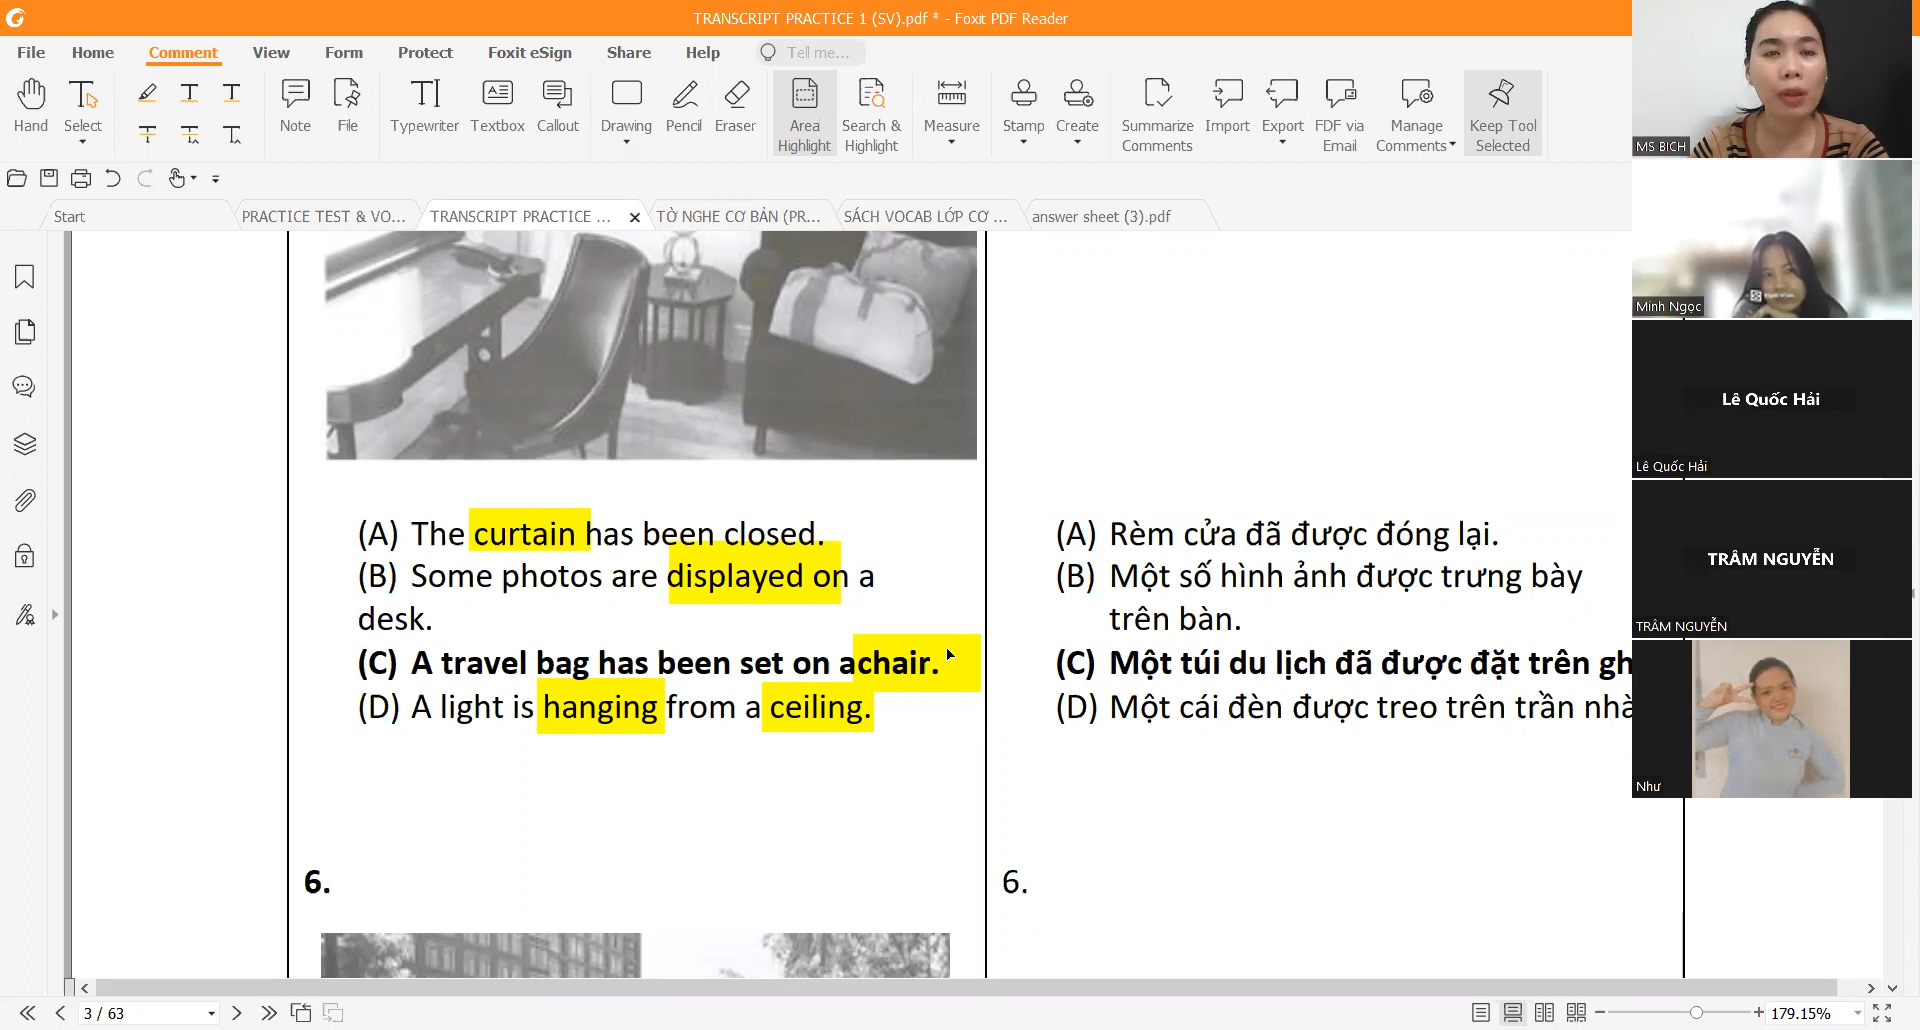 TRANSCRIPT PRACTICE 1 (SV).pdf * - Foxit PDF Reader
File Home Comment View Form Protect Foxit eSign Share Help Tell me...
Hand Select Note File Typewriter Textbox Callout Drawing Pencil Eraser Area Highlight Search & Highlight Measure Stamp Create Summarize Comments Import Export FDF via Email Manage Comments Keep Tool Selected
Start PRACTICE TEST & VO... TRANSCRIPT PRACTICE ... TỜ NGHE CƠ BẢN (PR... SÁCH VOCAB LỚP CƠ ... answer sheet (3).pdf
(A) The curtain has been closed.
(B) Some photos are displayed on a
desk.
(C) A travel bag has been set on achair.
(D) A light is hanging from a ceiling.
6.
(A) Rèm cửa đã được đóng lại.
(B) Một số hình ảnh được trưng bày
trên bàn.
(C) Một túi du lịch đã được đặt trên gh
(D) Một cái đèn được treo trên trần nhà
6.
MS BICH
Minh Ngọc
Lê Quốc Hải
Lê Quốc Hải
TRÂM NGUYỄN
TRÂM NGUYỄN
Như
3 / 63
179.15%